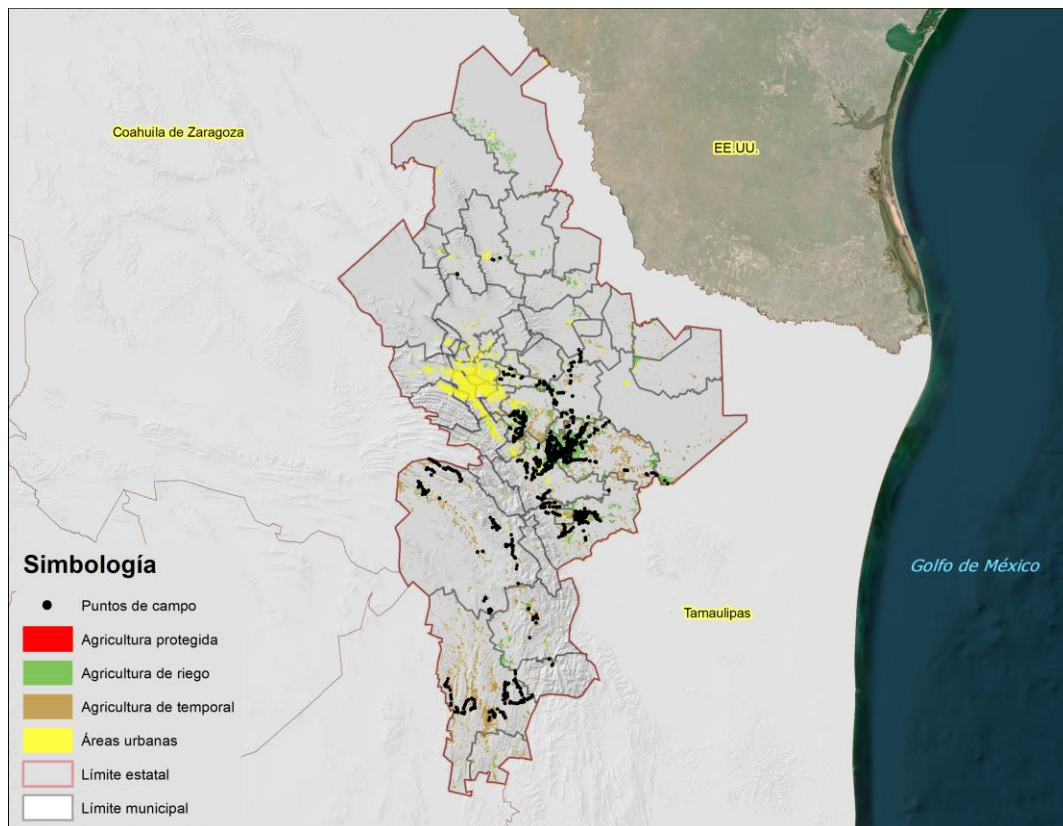 Coahuila de Zaragoza
EE.UU.
Golfo de México
Tamaulipas
Simbología
Puntos de campo
Agricultura protegida
Agricultura de riego
Agricultura de temporal
Áreas urbanas
Límite estatal
Límite municipal